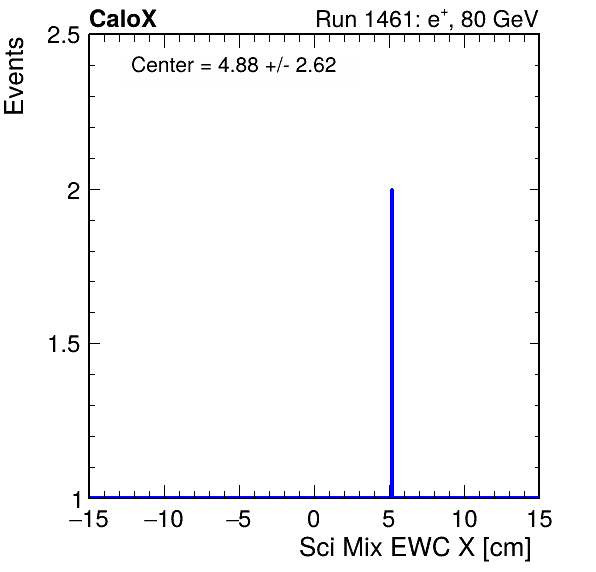 CaloX Run 1461: e+, 80 GeV
Events
Center = 4.88 +/- 2.62
2.5
2
1.5
1
−15 −10 −5 0 5 10 15
Sci Mix EWC X [cm]